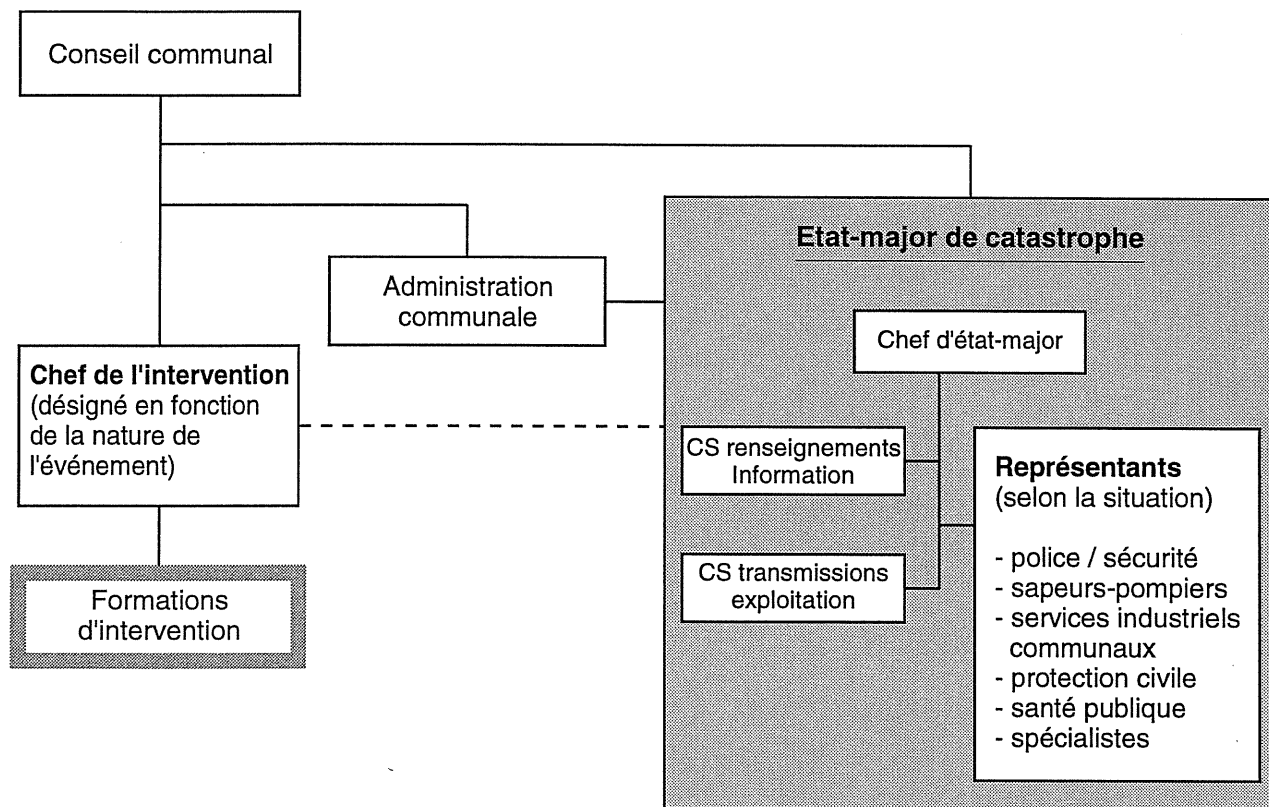 Conseil communal
Etat-major de catastrophe
Administration
communale
Chef d'état-major
Chef de l'intervention
(désigné en fonction
de la nature de
l'événement)
CS renseignements
Information
Représentants
(selon la situation)
- police / sécurité
- sapeurs-pompiers
- services industriels
communaux
- protection civile
- santé publique
- spécialistes
CS transmissions
exploitation
Formations
d'intervention